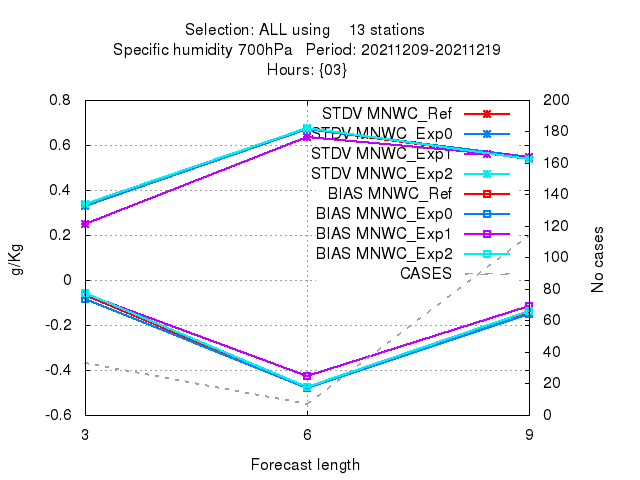 Selection: ALL using 13 stations
Specific humidity 700hPa Period: 20211209-20211219
Hours: {03}
0.8
0.6
0.4
0.2
0
-0.2
-0.4
-0.6
g/Kg
STDV MNWC_Ref
STDV MNWC_Exp0
STDV MNWC_Exp1
STDV MNWC_Exp2
BIAS MNWC_Ref
BIAS MNWC_Exp0
BIAS MNWC_Exp1
BIAS MNWC_Exp2
CASES
200
180
160
140
120
100
80
60
40
20
0
No cases
3 6 9
Forecast length